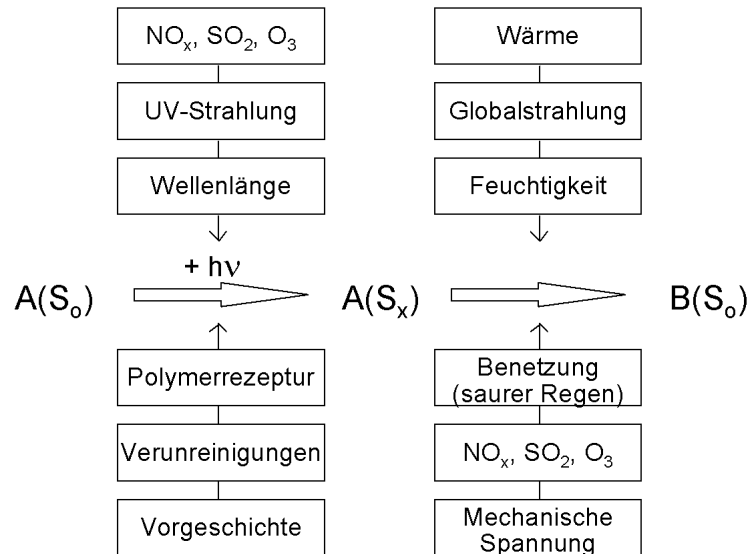 NOₓ, SO₂, O₃
UV-Strahlung
Wellenlänge
Wärme
Globalstrahlung
Feuchtigkeit
A(Sₒ)
+ hν
A(Sₓ)
B(Sₒ)
Polymerrezeptur
Verunreinigungen
Vorgeschichte
Benetzung
(saurer Regen)
NOₓ, SO₂, O₃
Mechanische
Spannung